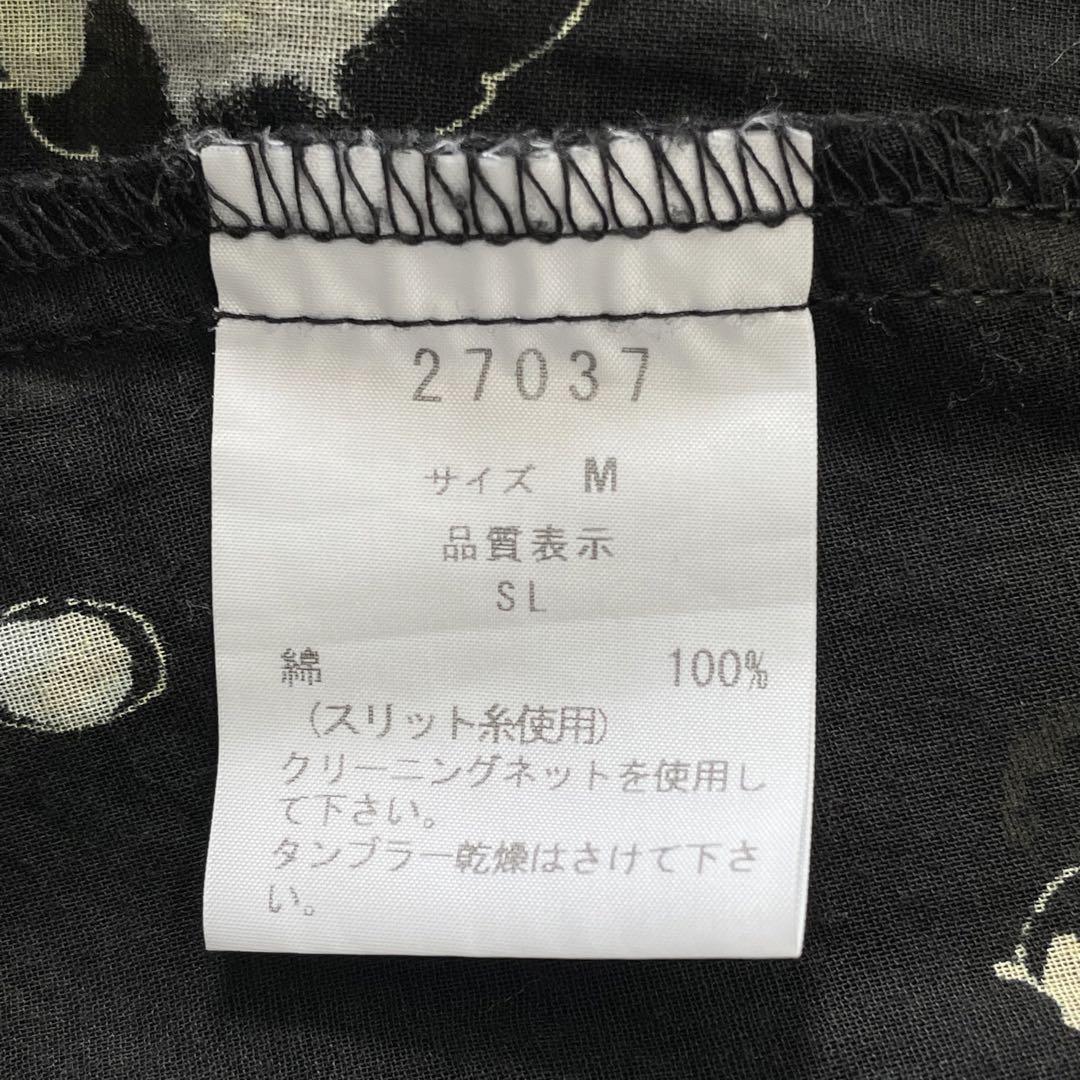 27037
サイズ M
品質表示
SL
綿 100%
(スリット糸使用)
クリーニングネットを使用し
て下さい。
タンブラー乾燥はさけて下さ
い。